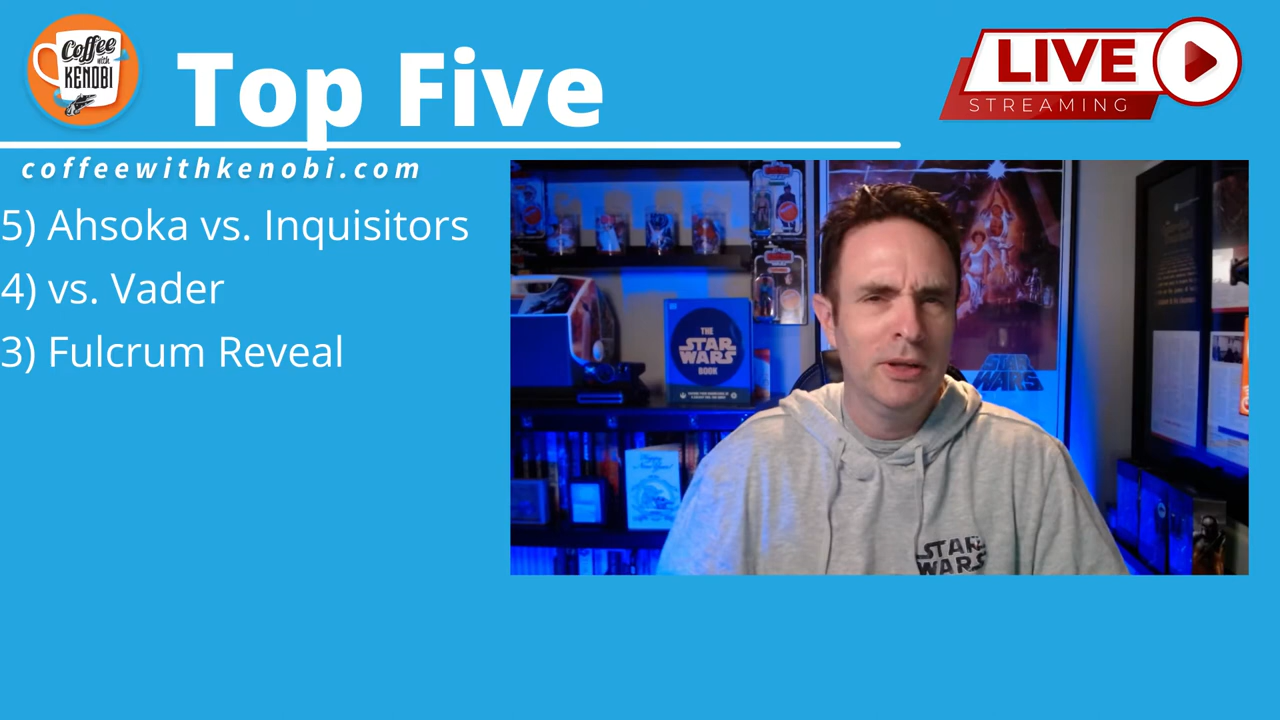 Coffee
with
KENOBI
Top Five
LIVE
STREAMING
coffeewithkenobi.com
5) Ahsoka vs. Inquisitors
4) vs. Vader
3) Fulcrum Reveal
THE
STAR
WARS
BOOK
STAR
WARS
STAR
WARS